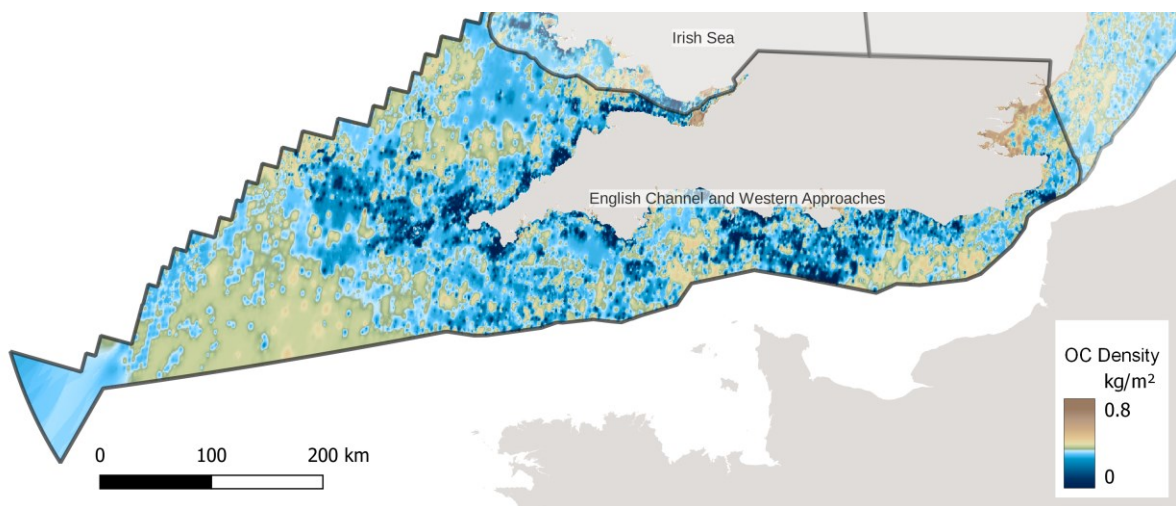 Irish Sea
English Channel and Western Approaches
OC Density
kg/m²
0.8
0
0 100 200 km